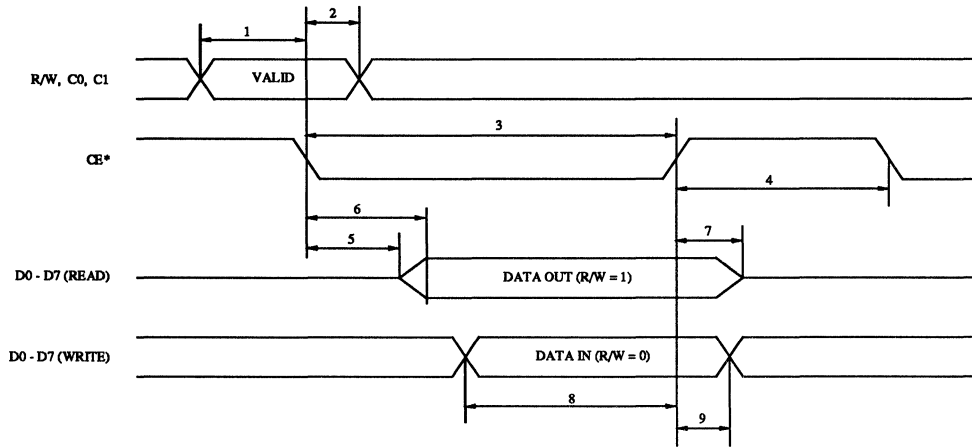 1
2
R/W, C0, C1
VALID
3
CE*
4
6
5
7
D0 - D7 (READ)
DATA OUT (R/W = 1)
D0 - D7 (WRITE)
DATA IN (R/W = 0)
8
9